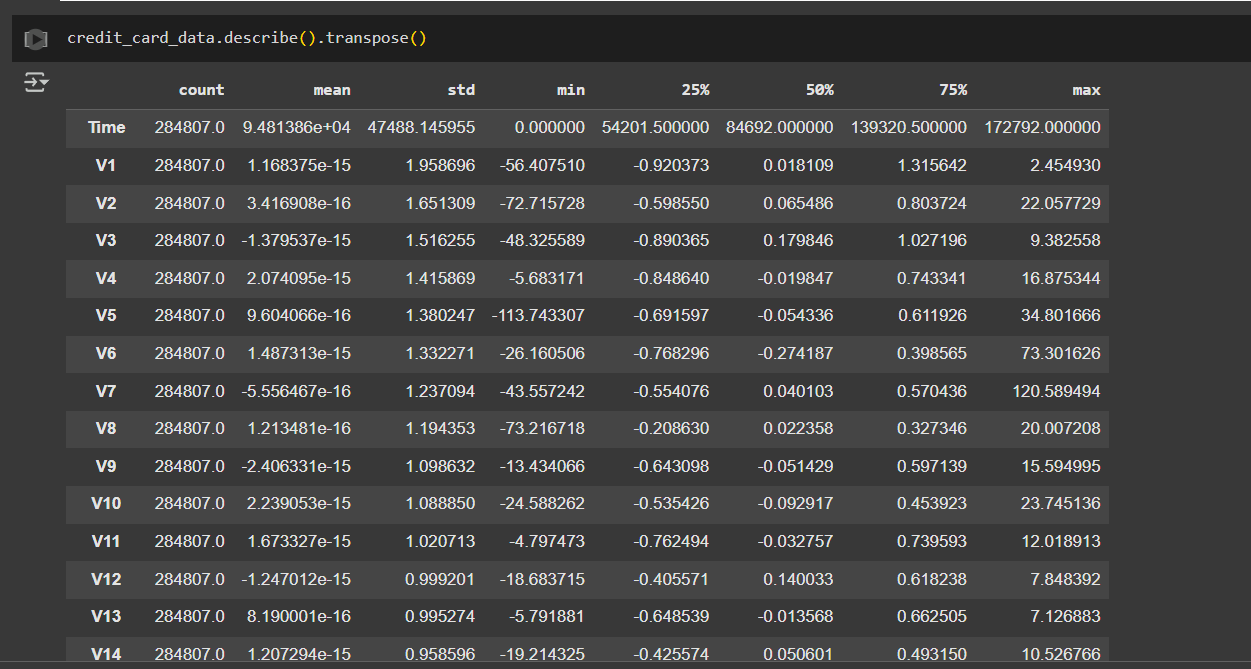 credit_card_data.describe().transpose()
count mean std min 25% 50% 75% max
Time 284807.0 9.481386e+04 47488.145955 0.000000 54201.500000 84692.000000 139320.500000 172792.000000
V1 284807.0 1.168375e-15 1.958696 -56.407510 -0.920373 0.018109 1.315642 2.454930
V2 284807.0 3.416908e-16 1.651309 -72.715728 -0.598550 0.065486 0.803724 22.057729
V3 284807.0 -1.379537e-15 1.516255 -48.325589 -0.890365 0.179846 1.027196 9.382558
V4 284807.0 2.074095e-15 1.415869 -5.683171 -0.848640 -0.019847 0.743341 16.875344
V5 284807.0 9.604066e-16 1.380247 -113.743307 -0.691597 -0.054336 0.611926 34.801666
V6 284807.0 1.487313e-15 1.332271 -26.160506 -0.768296 -0.274187 0.398565 73.301626
V7 284807.0 -5.556467e-16 1.237094 -43.557242 -0.554076 0.040103 0.570436 120.589494
V8 284807.0 1.213481e-16 1.194353 -73.216718 -0.208630 0.022358 0.327346 20.007208
V9 284807.0 -2.406331e-15 1.098632 -13.434066 -0.643098 -0.051429 0.597139 15.594995
V10 284807.0 2.239053e-15 1.088850 -24.588262 -0.535426 -0.092917 0.453923 23.745136
V11 284807.0 1.673327e-15 1.020713 -4.797473 -0.762494 -0.032757 0.739593 12.018913
V12 284807.0 -1.247012e-15 0.999201 -18.683715 -0.405571 0.140033 0.618238 7.848392
V13 284807.0 8.190001e-16 0.995274 -5.791881 -0.648539 -0.013568 0.662505 7.126883
V14 284807.0 1.207294e-15 0.958596 -19.214325 -0.425574 0.050601 0.493150 10.526766